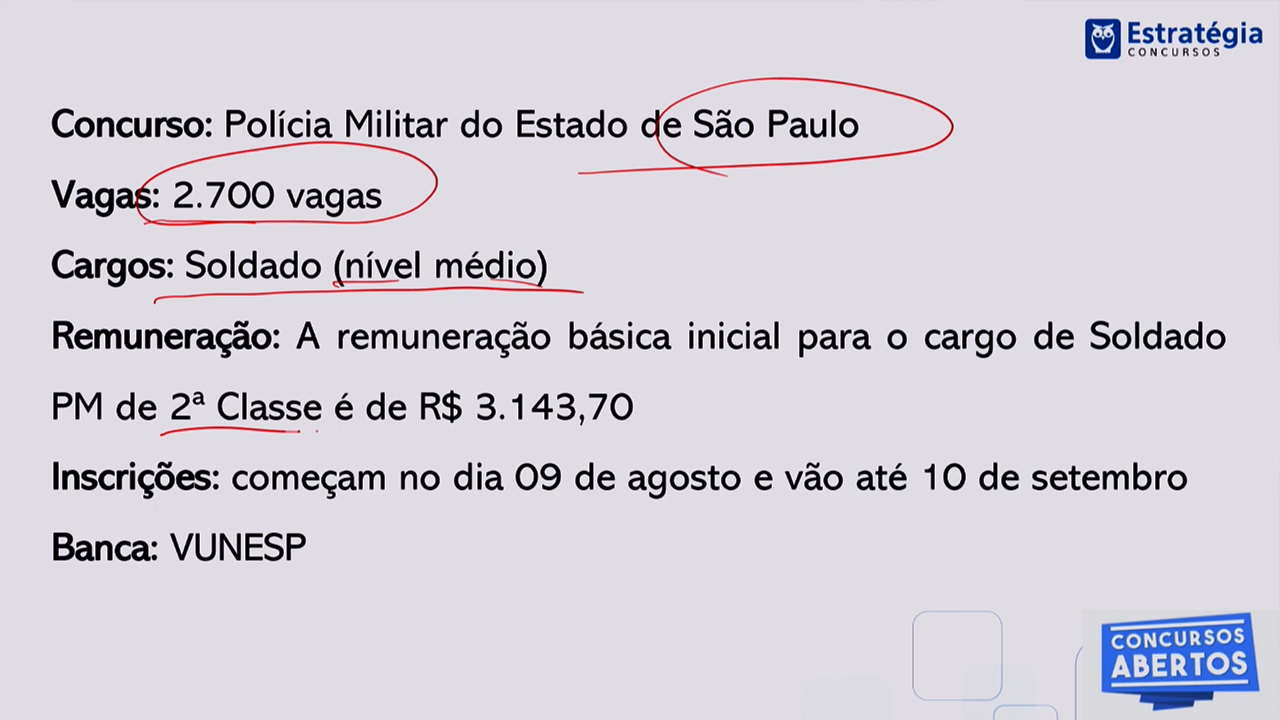 Estratégia
CONCURSOS
Concurso: Polícia Militar do Estado de São Paulo
Vagas: 2.700 vagas
Cargos: Soldado (nível médio)
Remuneração: A remuneração básica inicial para o cargo de Soldado
PM de 2ª Classe é de R$ 3.143,70
Inscrições: começam no dia 09 de agosto e vão até 10 de setembro
Banca: VUNESP
CONCURSOS
ABERTOS